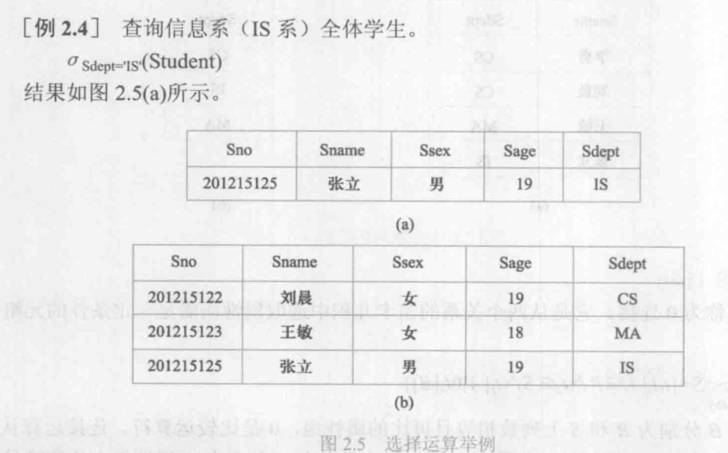 [例 2.4] 查询信息系（IS 系）全体学生。
σ Sdept='IS'(Student)
结果如图 2.5(a)所示。
Sno Sname Ssex Sage Sdept
201215125 张立 男 19 IS
(a)
Sno Sname Ssex Sage Sdept
201215122 刘晨 女 19 CS
201215123 王敏 女 18 MA
201215125 张立 男 19 IS
(b)
图 2.5 选择运算举例